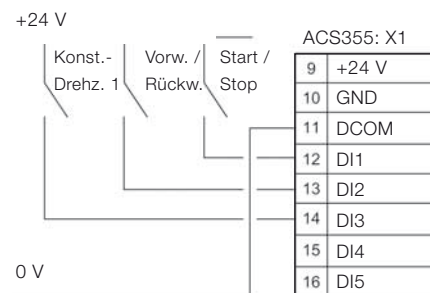 +24 V
Konst.- Vorw. / Start /
Drehz. 1 Rückw. Stop
ACS355: X1
9 +24 V
10 GND
11 DCOM
12 DI1
13 DI2
14 DI3
15 DI4
16 DI5
0 V